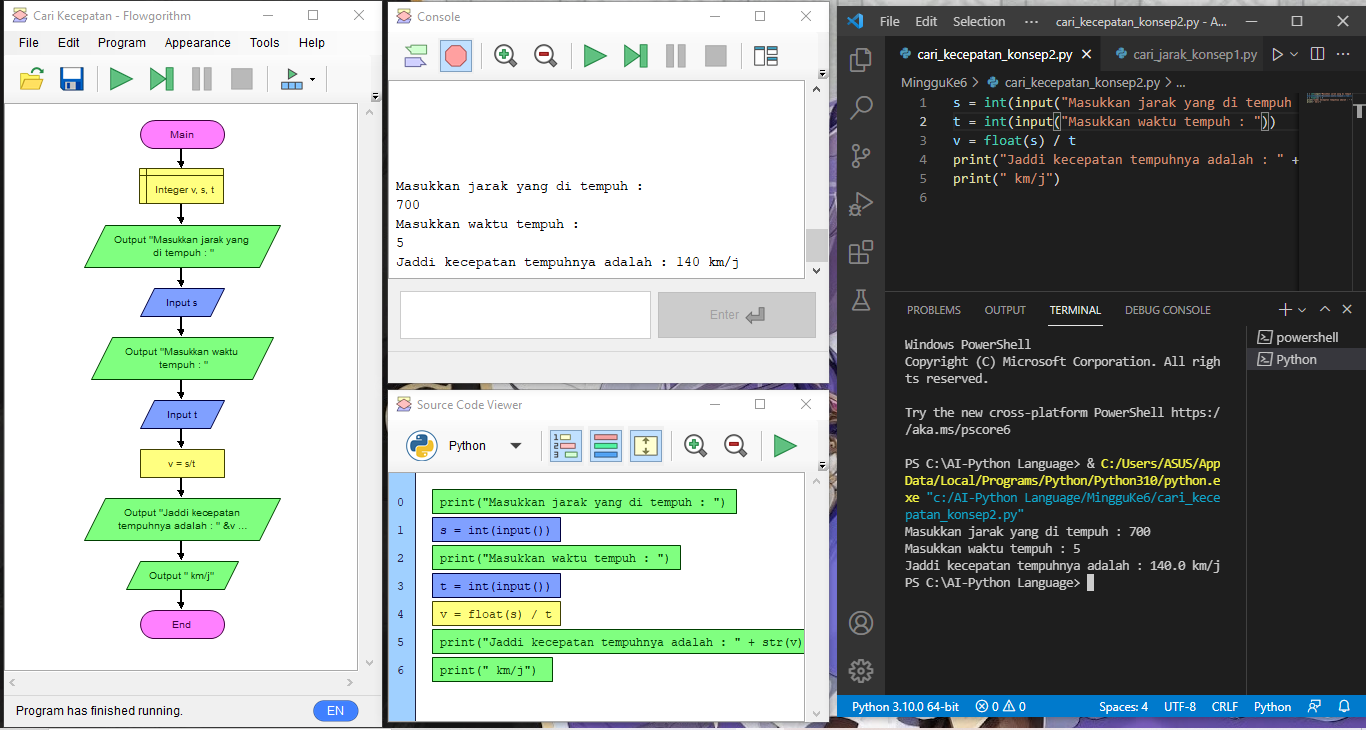 Cari Kecepatan - Flowgorithm
File Edit Program Appearance Tools Help
Main
Integer v, s, t
Output "Masukkan jarak yang
di tempuh : "
Input s
Output "Masukkan waktu
tempuh : "
Input t
v = s/t
Output "Jaddi kecepatan
tempuhnya adalah : " &v ...
Output " km/j"
End
Program has finished running.
EN
Console
Masukkan jarak yang di tempuh :
700
Masukkan waktu tempuh :
5
Jaddi kecepatan tempuhnya adalah : 140 km/j
Enter
Source Code Viewer
Python
0 print("Masukkan jarak yang di tempuh : ")
1 s = int(input())
2 print("Masukkan waktu tempuh : ")
3 t = int(input())
4 v = float(s) / t
5 print("Jaddi kecepatan tempuhnya adalah : " + str(v)
6 print(" km/j")
File Edit Selection ··· cari_kecepatan_konsep2.py - A...
cari_kecepatan_konsep2.py cari_jarak_konsep1.py
MingguKe6 > cari_kecepatan_konsep2.py > ...
1 s = int(input("Masukkan jarak yang di tempuh
2 t = int(input("Masukkan waktu tempuh : "))
3 v = float(s) / t
4 print("Jaddi kecepatan tempuhnya adalah : " +
5 print(" km/j")
6
PROBLEMS OUTPUT TERMINAL DEBUG CONSOLE
powershell
Python
Windows PowerShell
Copyright (C) Microsoft Corporation. All righ
ts reserved.
Try the new cross-platform PowerShell https:/
/aka.ms/pscore6
PS C:\AI-Python Language> & C:/Users/ASUS/App
Data/Local/Programs/Python/Python310/python.e
xe "c:/AI-Python Language/MingguKe6/cari_kece
patan_konsep2.py"
Masukkan jarak yang di tempuh : 700
Masukkan waktu tempuh : 5
Jaddi kecepatan tempuhnya adalah : 140.0 km/j
PS C:\AI-Python Language>
Python 3.10.0 64-bit 0 0 Spaces: 4 UTF-8 CRLF Python